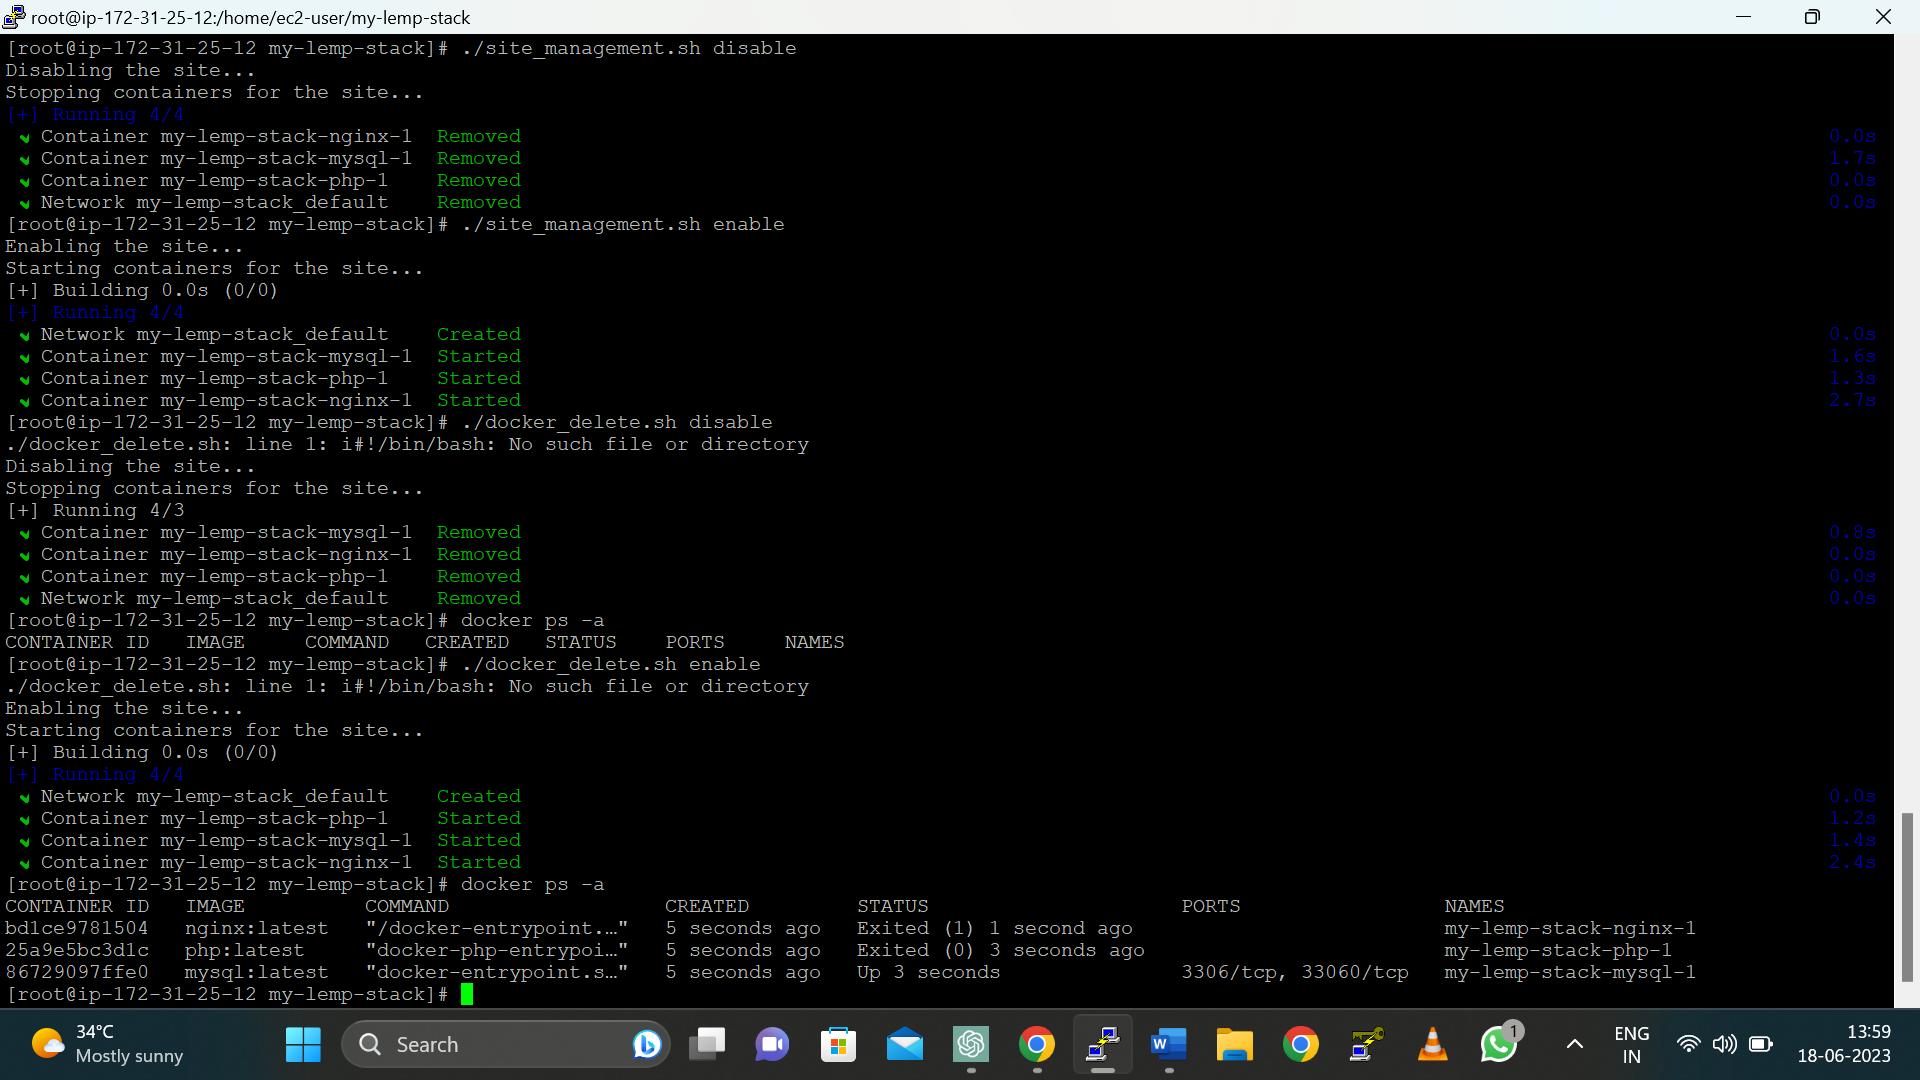 root@ip-172-31-25-12:/home/ec2-user/my-lemp-stack
[root@ip-172-31-25-12 my-lemp-stack]# ./site_management.sh disable
Disabling the site...
Stopping containers for the site...
[+] Running 4/4
✔ Container my-lemp-stack-nginx-1  Removed 0.0s
✔ Container my-lemp-stack-mysql-1  Removed 1.7s
✔ Container my-lemp-stack-php-1    Removed 0.0s
✔ Network my-lemp-stack_default    Removed 0.0s
[root@ip-172-31-25-12 my-lemp-stack]# ./site_management.sh enable
Enabling the site...
Starting containers for the site...
[+] Building 0.0s (0/0)
[+] Running 4/4
✔ Network my-lemp-stack_default    Created 0.0s
✔ Container my-lemp-stack-mysql-1  Started 1.6s
✔ Container my-lemp-stack-php-1    Started 1.3s
✔ Container my-lemp-stack-nginx-1  Started 2.7s
[root@ip-172-31-25-12 my-lemp-stack]# ./docker_delete.sh disable
./docker_delete.sh: line 1: i#!/bin/bash: No such file or directory
Disabling the site...
Stopping containers for the site...
[+] Running 4/3
✔ Container my-lemp-stack-mysql-1  Removed 0.8s
✔ Container my-lemp-stack-nginx-1  Removed 0.0s
✔ Container my-lemp-stack-php-1    Removed 0.0s
✔ Network my-lemp-stack_default    Removed 0.0s
[root@ip-172-31-25-12 my-lemp-stack]# docker ps -a
CONTAINER ID   IMAGE     COMMAND   CREATED   STATUS    PORTS     NAMES
[root@ip-172-31-25-12 my-lemp-stack]# ./docker_delete.sh enable
./docker_delete.sh: line 1: i#!/bin/bash: No such file or directory
Enabling the site...
Starting containers for the site...
[+] Building 0.0s (0/0)
[+] Running 4/4
✔ Network my-lemp-stack_default    Created 0.0s
✔ Container my-lemp-stack-php-1    Started 1.2s
✔ Container my-lemp-stack-mysql-1  Started 1.4s
✔ Container my-lemp-stack-nginx-1  Started 2.4s
[root@ip-172-31-25-12 my-lemp-stack]# docker ps -a
CONTAINER ID   IMAGE          COMMAND                  CREATED         STATUS                     PORTS                 NAMES
bd1ce9781504   nginx:latest   "/docker-entrypoint.…"   5 seconds ago   Exited (1) 1 second ago                          my-lemp-stack-nginx-1
25a9e5bc3d1c   php:latest     "docker-php-entrypoi…"   5 seconds ago   Exited (0) 3 seconds ago                         my-lemp-stack-php-1
86729097ffe0   mysql:latest   "docker-entrypoint.s…"   5 seconds ago   Up 3 seconds               3306/tcp, 33060/tcp   my-lemp-stack-mysql-1
[root@ip-172-31-25-12 my-lemp-stack]#
34°C
Mostly sunny
Search
1
ENG
IN
13:59
18-06-2023